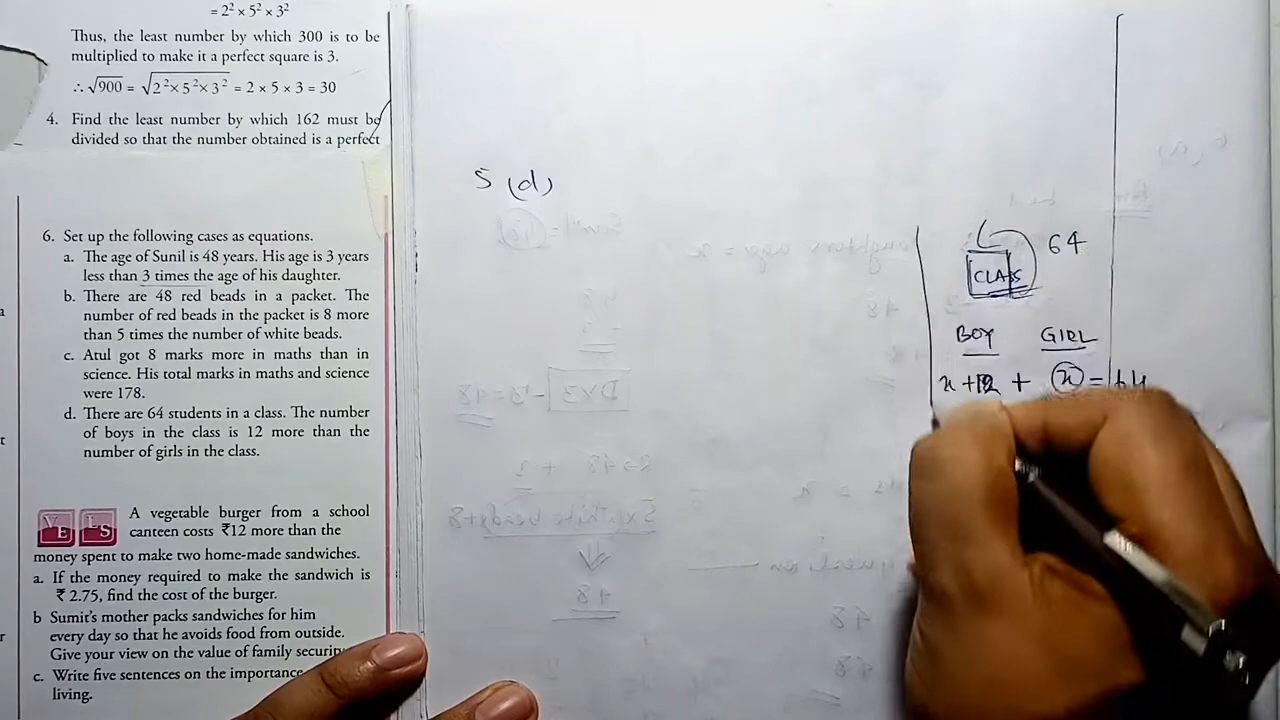 = 2² × 5² × 3²
Thus, the least number by which 300 is to be
multiplied to make it a perfect square is 3.
∴ √900 = √2² × 5² × 3² = 2 × 5 × 3 = 30
4. Find the least number by which 162 must be
divided so that the number obtained is a perfect
6. Set up the following cases as equations.
a. The age of Sunil is 48 years. His age is 3 years
less than 3 times the age of his daughter.
b. There are 48 red beads in a packet. The
number of red beads in the packet is 8 more
than 5 times the number of white beads.
c. Atul got 8 marks more in maths than in
science. His total marks in maths and science
were 178.
d. There are 64 students in a class. The number
of boys in the class is 12 more than the
number of girls in the class.
VE LS A vegetable burger from a school
canteen costs ₹12 more than the
money spent to make two home-made sandwiches.
a. If the money required to make the sandwich is
₹ 2.75, find the cost of the burger.
b Sumit's mother packs sandwiches for him
every day so that he avoids food from outside.
Give your view on the value of family
c. Write five sentences on the importance
living.
5 (d)
64
CLASS
BOY GIRL
x + 12 + x = 64